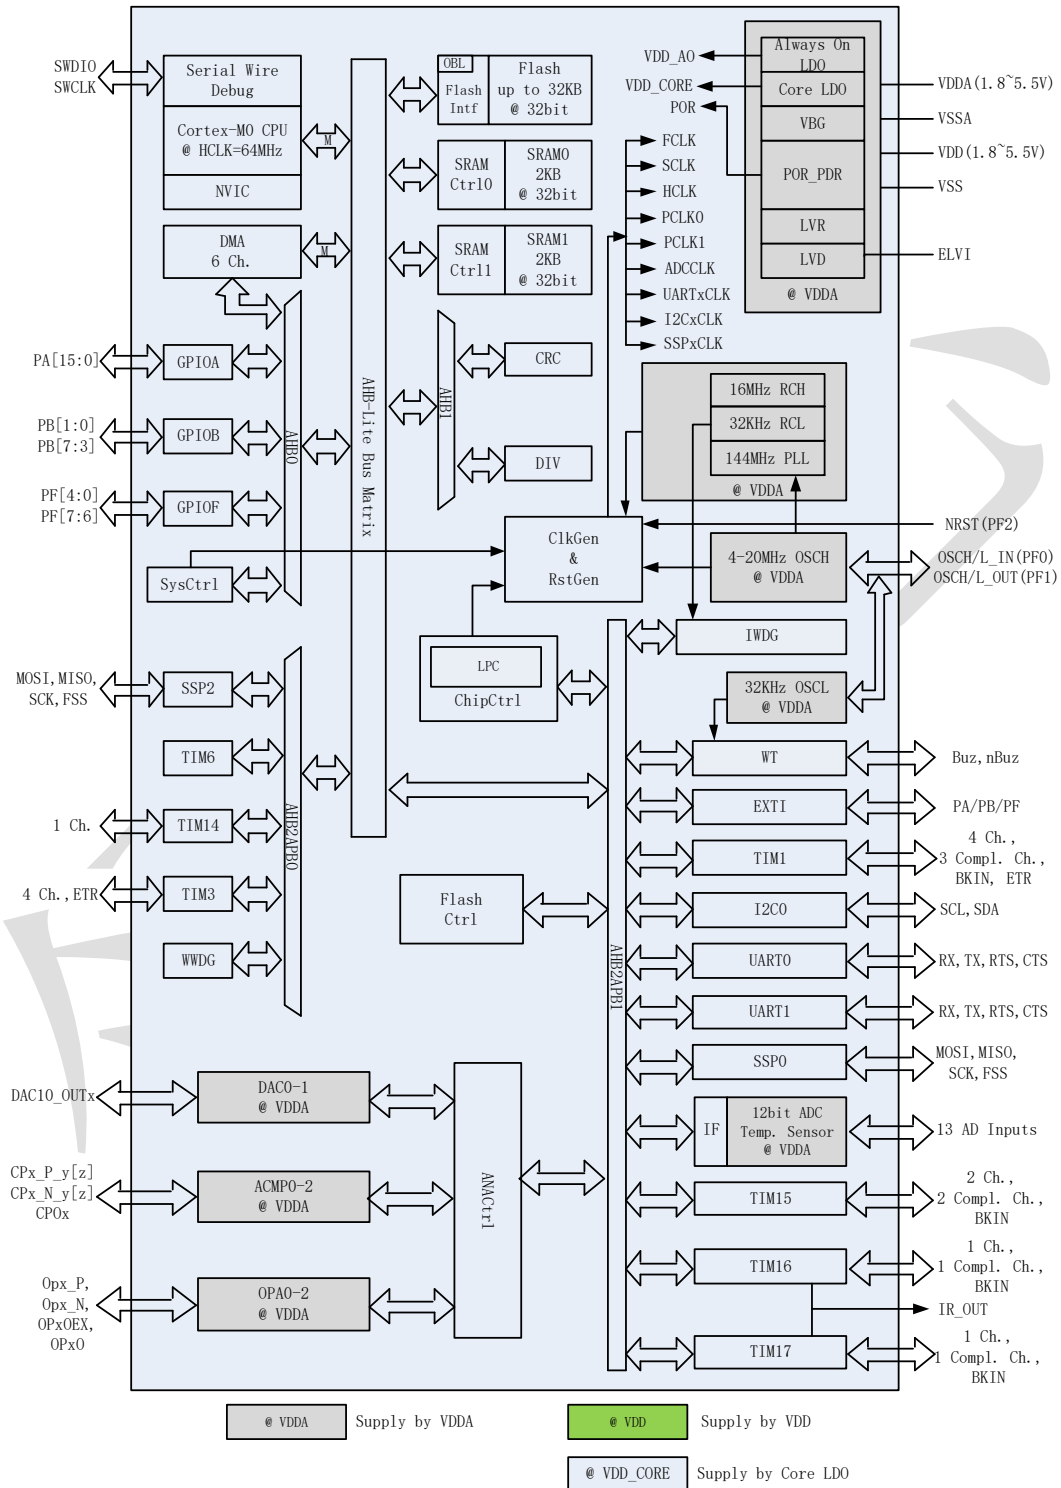 SWDIO
SWCLK
Serial Wire
Debug
Cortex-M0 CPU
@ HCLK=64MHz
NVIC
M
DMA
6 Ch.
M
OBL
Flash
Intf
Flash
up to 32KB
@ 32bit
SRAM
Ctrl0
SRAM0
2KB
@ 32bit
SRAM
Ctrl1
SRAM1
2KB
@ 32bit
VDD_AO
VDD_CORE
POR
Always On
LDO
Core LDO
VBG
POR_PDR
LVR
LVD
@ VDDA
VDDA(1.8~5.5V)
VSSA
VDD(1.8~5.5V)
VSS
ELVI
FCLK
SCLK
HCLK
PCLK0
PCLK1
ADCCLK
UARTxCLK
I2CxCLK
SSPxCLK
PA[15:0]
GPIOA
PB[1:0]
PB[7:3]
GPIOB
PF[4:0]
PF[7:6]
GPIOF
SysCtrl
AHB0
AHB-Lite Bus Matrix
AHB1
CRC
DIV
16MHz RCH
32KHz RCL
144MHz PLL
@ VDDA
ClkGen
&
RstGen
4-20MHz OSCH
@ VDDA
NRST(PF2)
OSCH/L_IN(PF0)
OSCH/L_OUT(PF1)
LPC
ChipCtrl
IWDG
32KHz OSCL
@ VDDA
MOSI,MISO,
SCK,FSS
SSP2
TIM6
1 Ch.
TIM14
4 Ch.,ETR
TIM3
WWDG
AHB2APB0
Flash
Ctrl
AHB2APB1
WT
Buz,nBuz
EXTI
PA/PB/PF
TIM1
4 Ch.,
3 Compl. Ch.,
BKIN, ETR
I2C0
SCL,SDA
UART0
RX,TX,RTS,CTS
UART1
RX,TX,RTS,CTS
SSP0
MOSI,MISO,
SCK,FSS
IF
12bit ADC
Temp. Sensor
@ VDDA
13 AD Inputs
TIM15
2 Ch.,
2 Compl. Ch.,
BKIN
TIM16
1 Ch.,
1 Compl. Ch.,
BKIN
IR_OUT
TIM17
1 Ch.,
1 Compl. Ch.,
BKIN
DAC10_OUTx
DAC0-1
@ VDDA
CPx_P_y[z]
CPx_N_y[z]
CPOx
ACMP0-2
@ VDDA
Opx_P,
Opx_N,
OPxOEX,
OPxO
OPA0-2
@ VDDA
ANACtrl
@ VDDA
Supply by VDDA
@ VDD
Supply by VDD
@ VDD_CORE
Supply by Core LDO